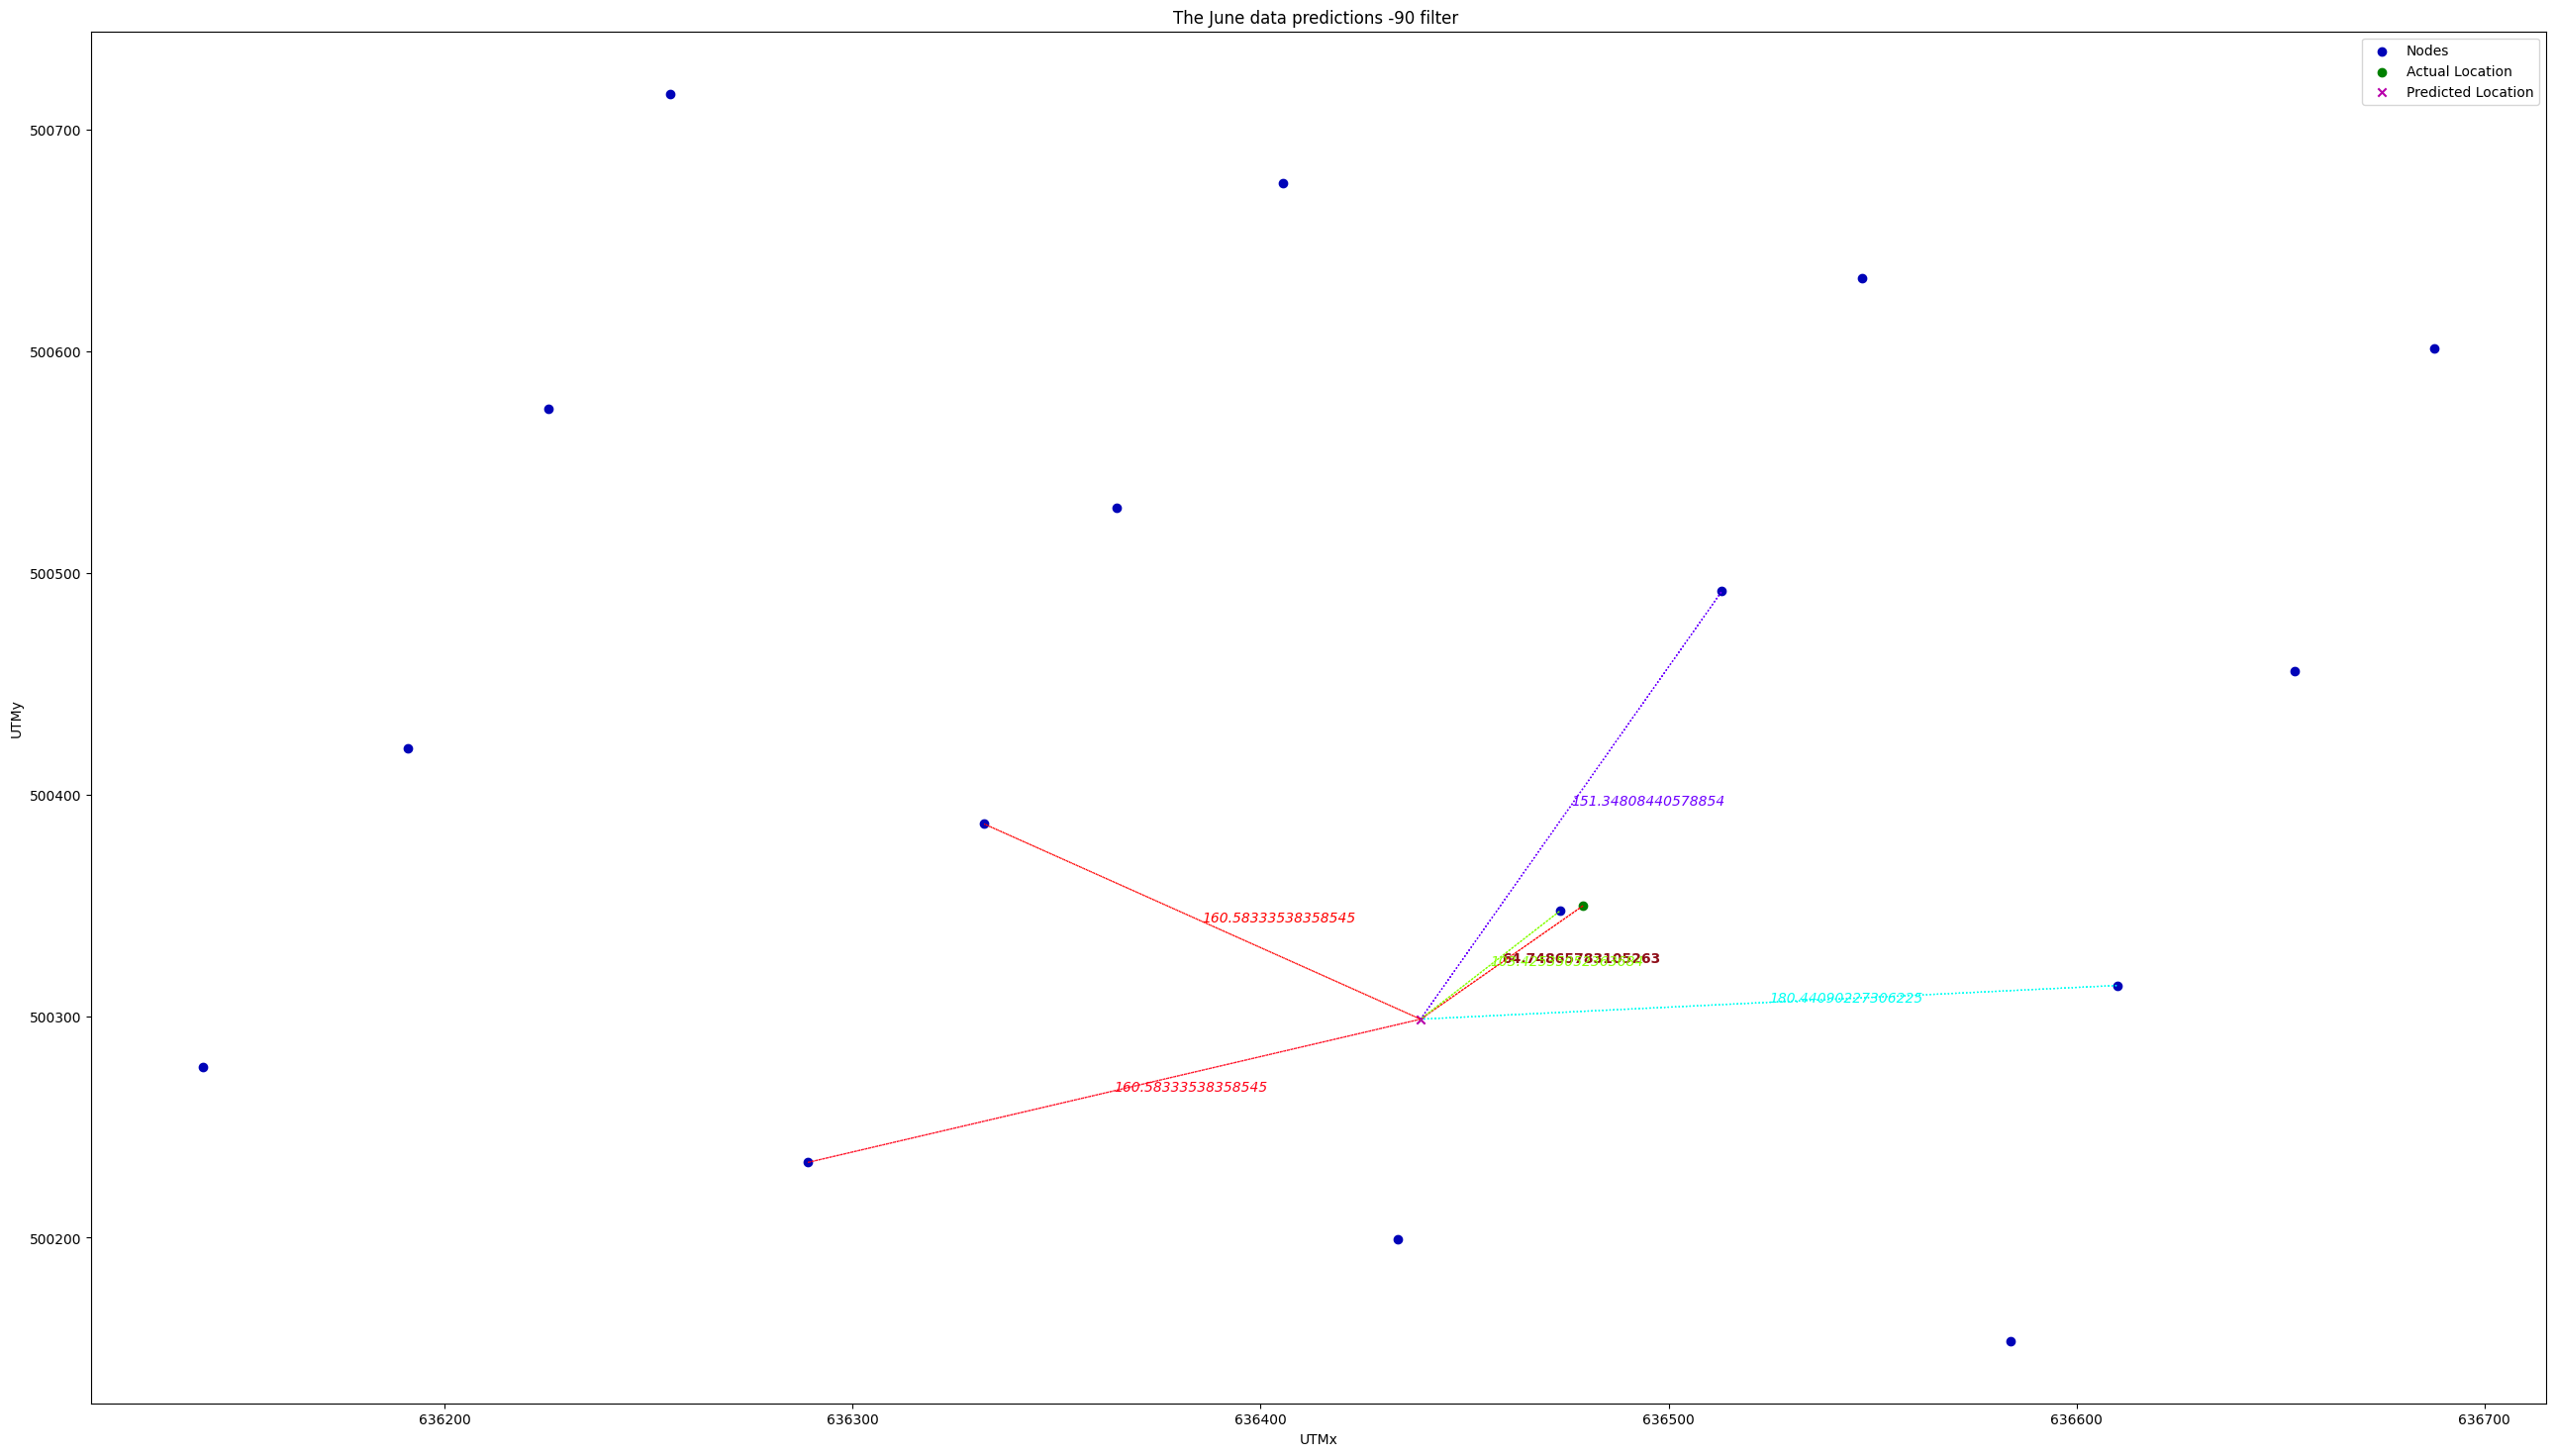 The June data predictions -90 filter
Nodes
Actual Location
Predicted Location
500700
500600
500500
500400
500300
500200
UTMy
151.34808440578854
160.58333538358545
64.74865783105263
180.44090227306225
160.58333538358545
636200
636300
636400
636500
636600
636700
UTMx